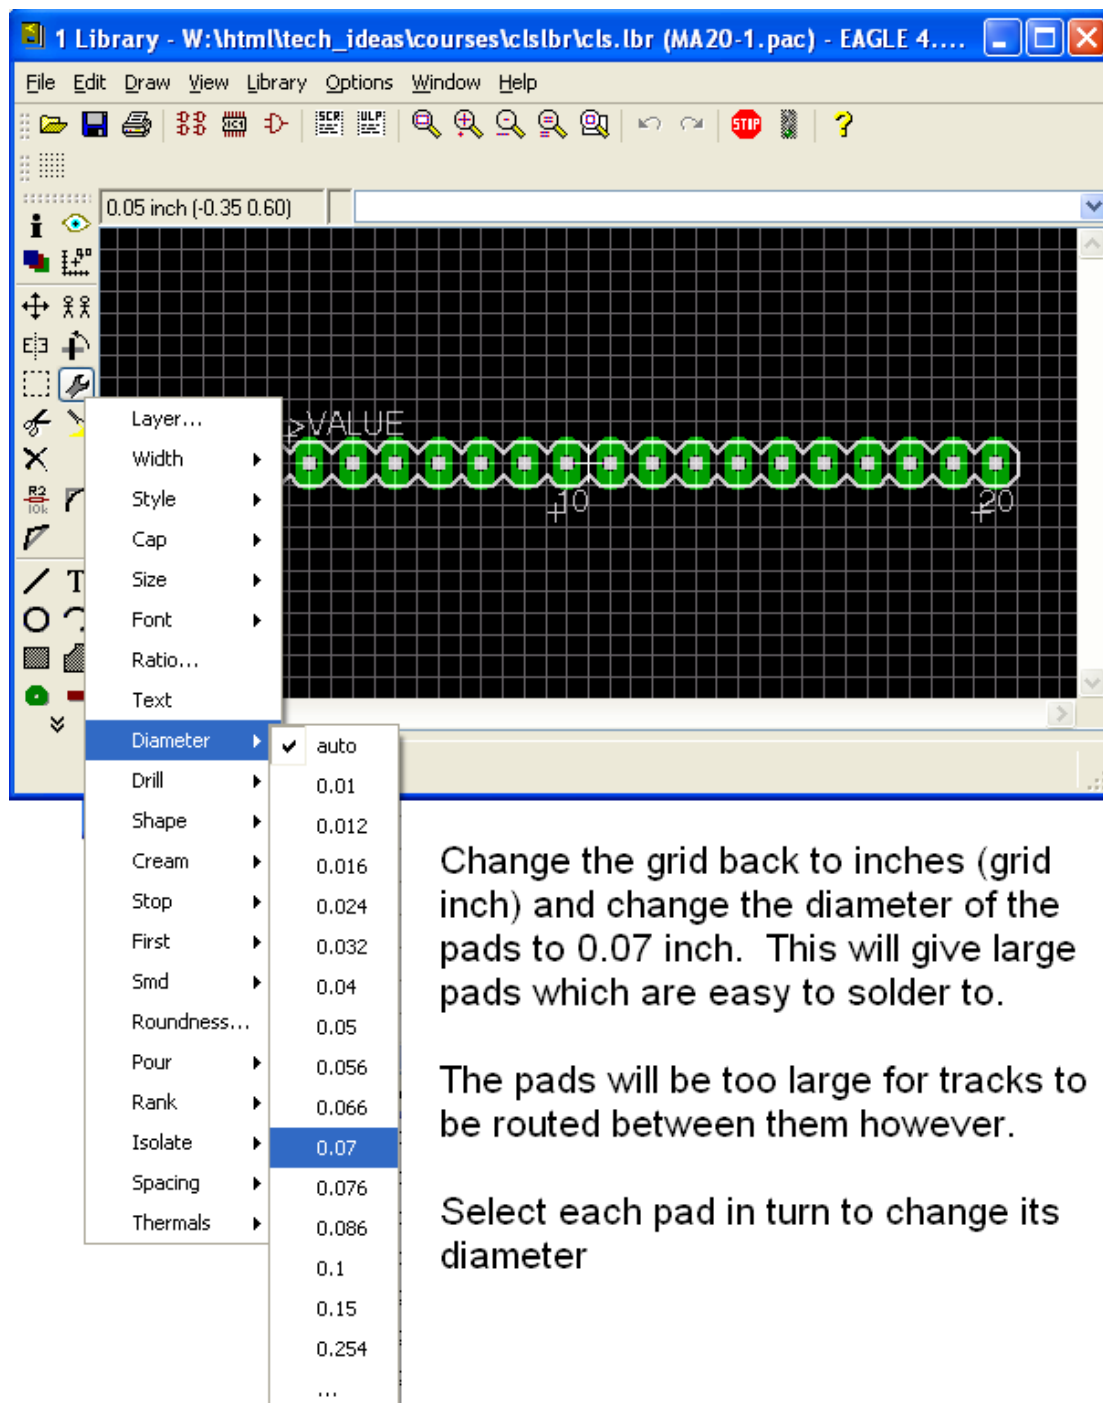 1 Library - W:\html\tech_ideas\courses\clslbr\cls.lbr (MA20-1.pac) - EAGLE 4....
File Edit Draw View Library Options Window Help
SCR ULP STOP ?
0.05 inch (-0.35 0.60)
>VALUE
10
20
R2
10k
T
Layer...
Width
Style
Cap
Size
Font
Ratio...
Text
Diameter
Drill
Shape
Cream
Stop
First
Smd
Roundness...
Pour
Rank
Isolate
Spacing
Thermals
auto
0.01
0.012
0.016
0.024
0.032
0.04
0.05
0.056
0.066
0.07
0.076
0.086
0.1
0.15
0.254
...
Change the grid back to inches (grid
inch) and change the diameter of the
pads to 0.07 inch. This will give large
pads which are easy to solder to.
The pads will be too large for tracks to
be routed between them however.
Select each pad in turn to change its
diameter